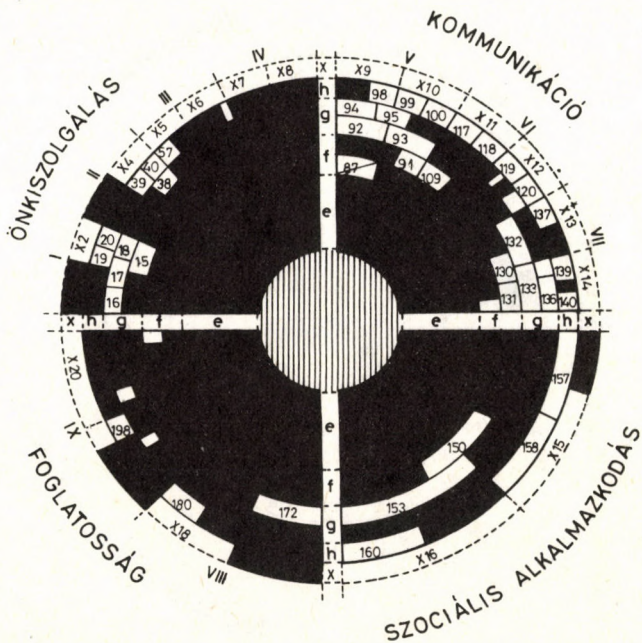 KOMMUNIKÁCIÓ
ÖNKISZOLGÁLÁS
FOGLATOSSÁG
SZOCIÁLIS ALKALMAZKODÁS
I
II
III
IV
V
VI
VII
VIII
IX
X2
X4
X5
X6
X7
X8
X
X9
X10
X11
X12
X13
X14
h
g
f
e
98
99
100
117
118
119
120
137
94
95
92
93
91
109
87
132
130
131
133
136
139
140
57
40
39
38
20
19
18
15
17
16
x h g f e
e f g h x
X20
198
180
X18
172
e
f
g
h
x
150
153
160
X16
157
158
X15